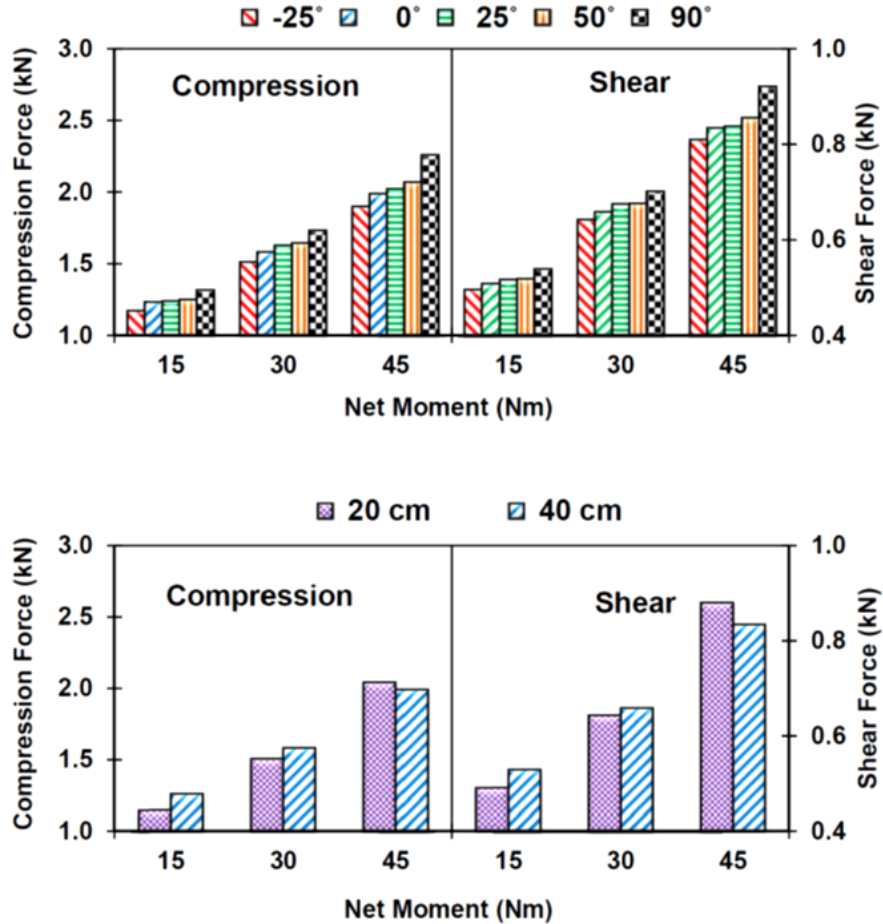 -25° 0° 25° 50° 90°
Compression Force (kN)
3.0
2.5
2.0
1.5
1.0
Compression
Shear
1.0
0.8
0.6
0.4
Shear Force (kN)
15 30 45 15 30 45
Net Moment (Nm)
20 cm 40 cm
Compression Force (kN)
3.0
2.5
2.0
1.5
1.0
Compression
Shear
1.0
0.8
0.6
0.4
Shear Force (kN)
15 30 45 15 30 45
Net Moment (Nm)